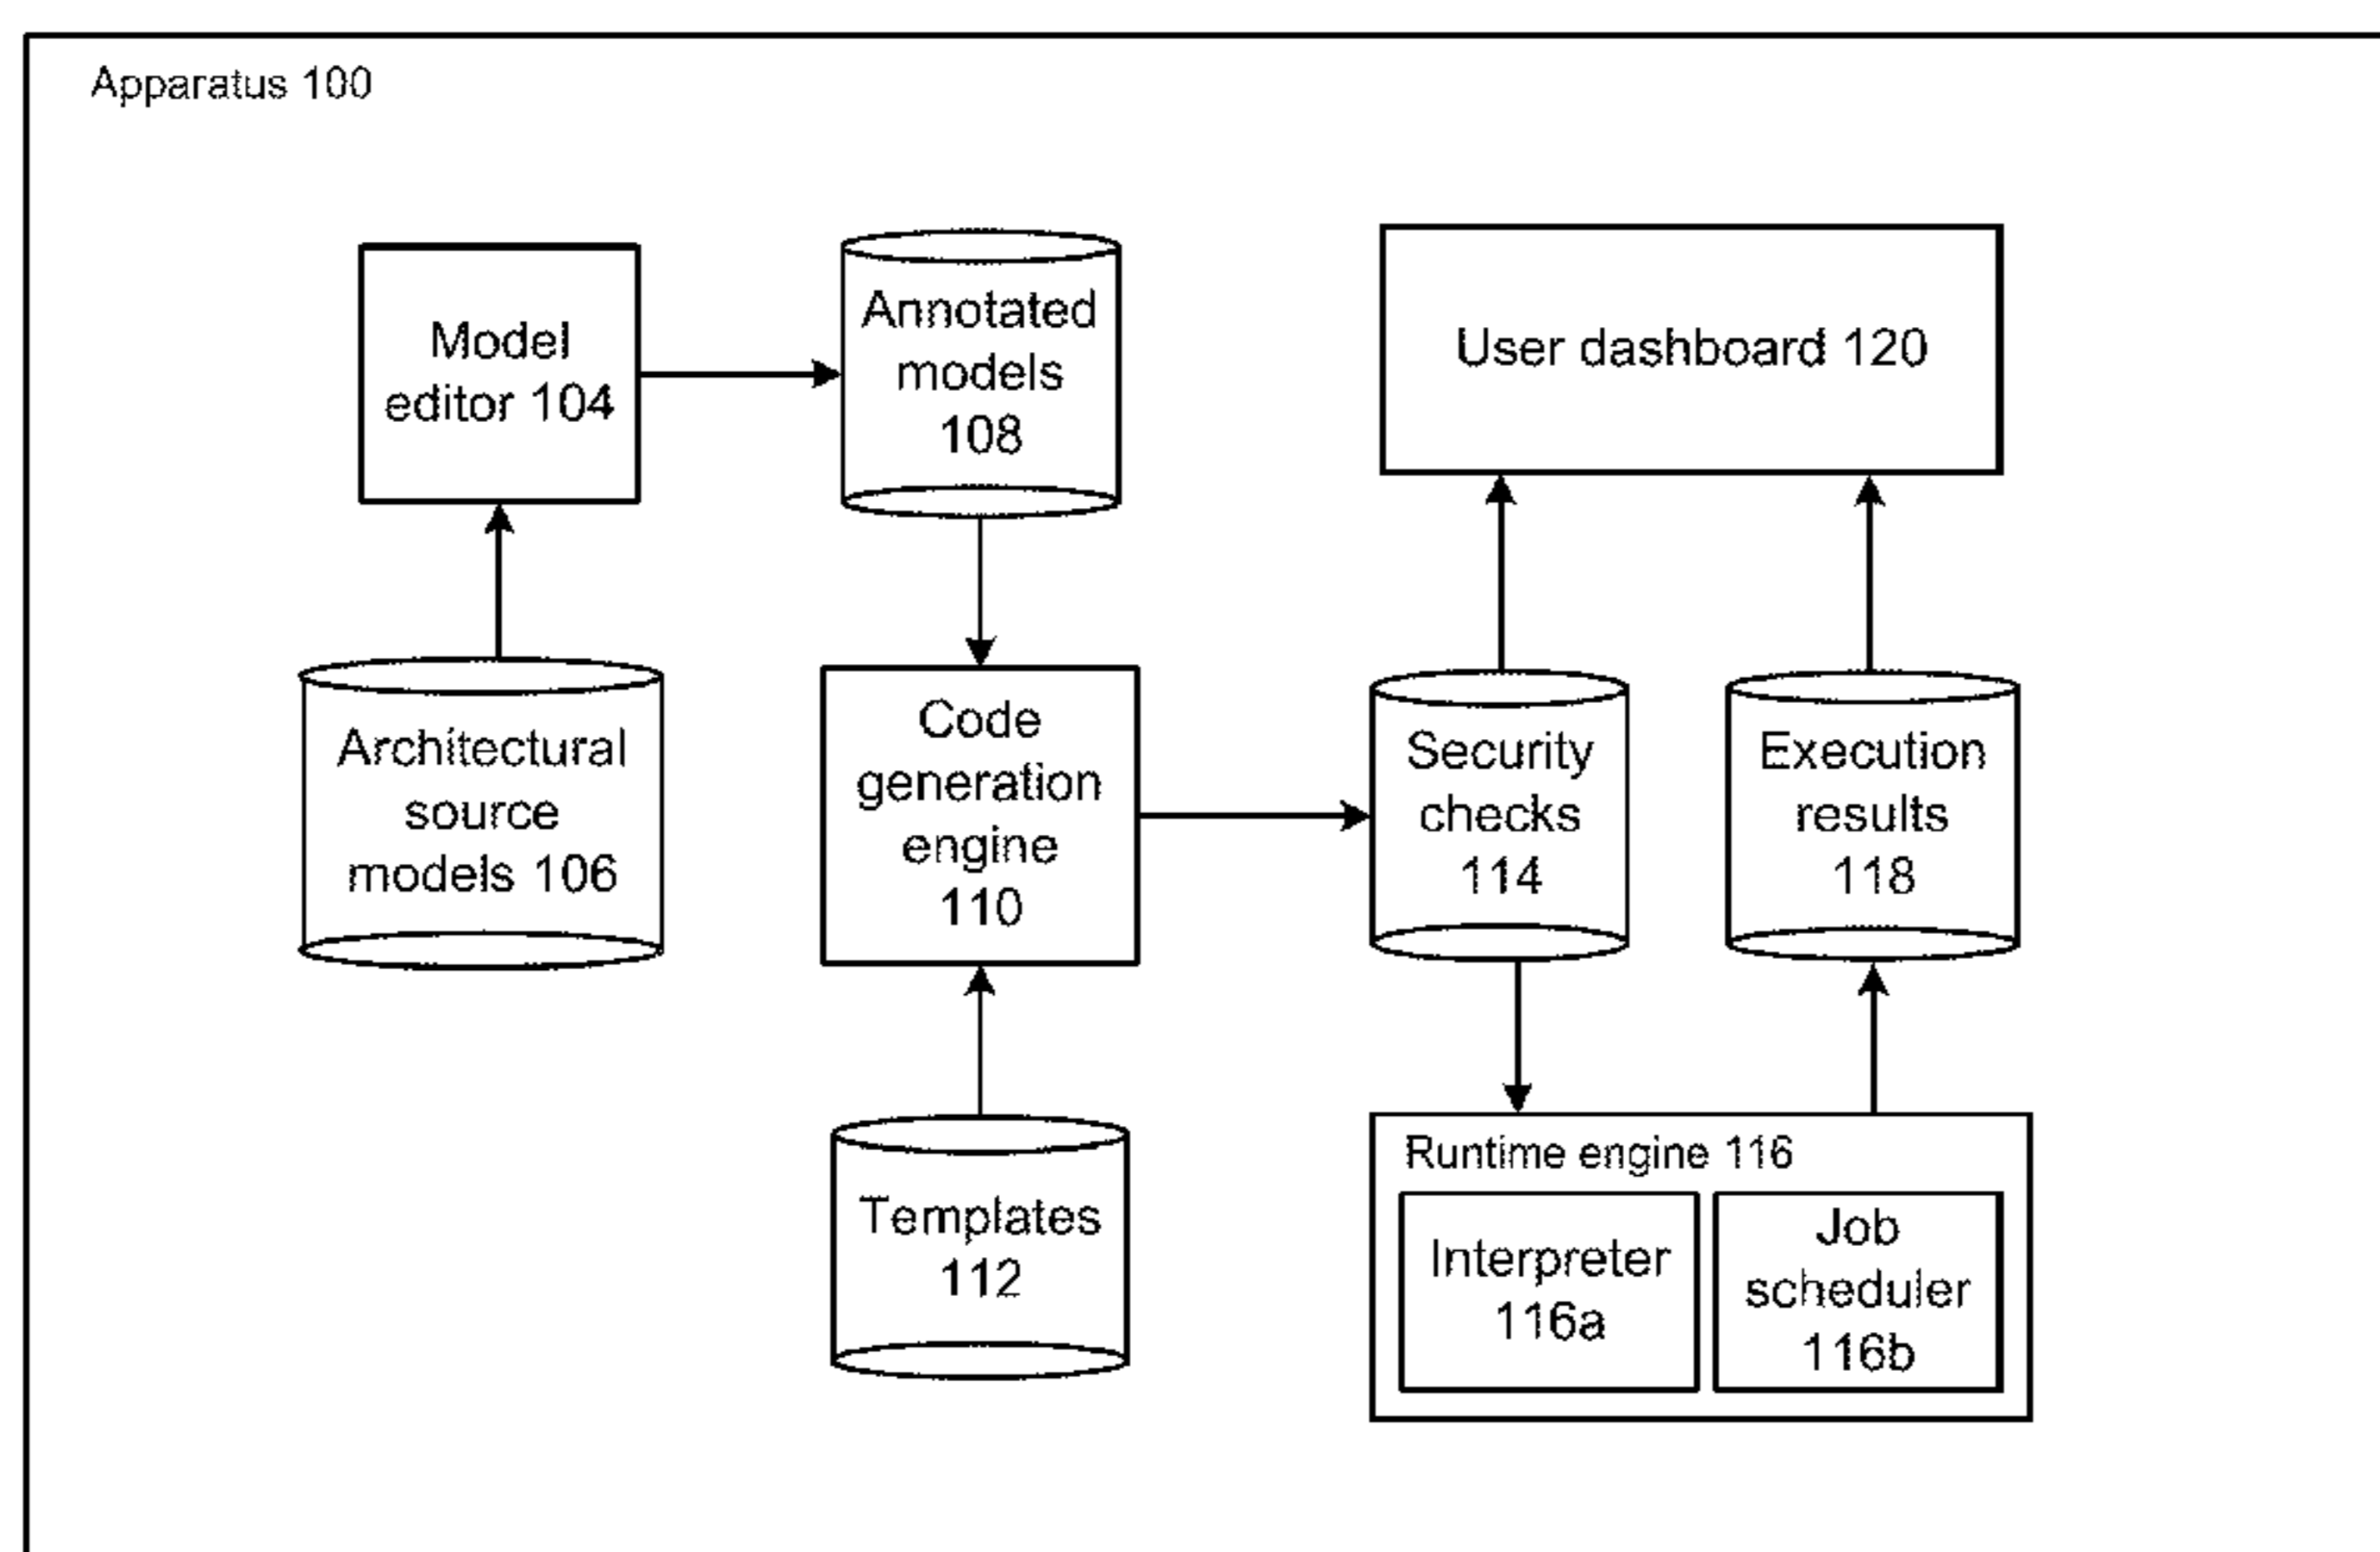 Apparatus 100
Model
editor 104
Annotated
models
108
User dashboard 120
Architectural
source
models 106
Code
generation
engine
110
Security
checks
114
Execution
results
118
Templates
112
Runtime engine 116
Interpreter
116a
Job
scheduler
116b